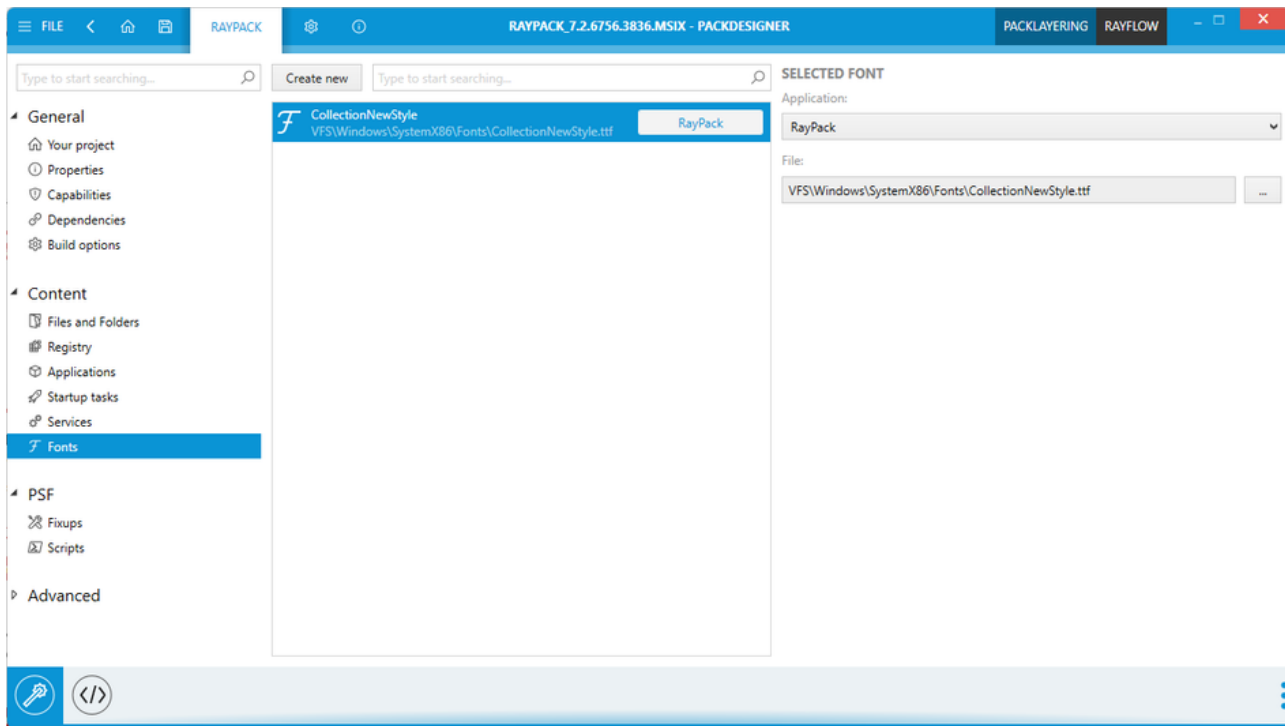 FILE
RAYPACK
RAYPACK_7.2.6756.3836.MSIX - PACKDESIGNER
PACKLAYERING
RAYFLOW
Type to start searching...
General
Your project
Properties
Capabilities
Dependencies
Build options
Content
Files and Folders
Registry
Applications
Startup tasks
Services
Fonts
PSF
Fixups
Scripts
Advanced
Create new
Type to start searching...
CollectionNewStyle
VFS\Windows\SystemX86\Fonts\CollectionNewStyle.ttf
RayPack
SELECTED FONT
Application:
RayPack
File:
VFS\Windows\SystemX86\Fonts\CollectionNewStyle.ttf
...